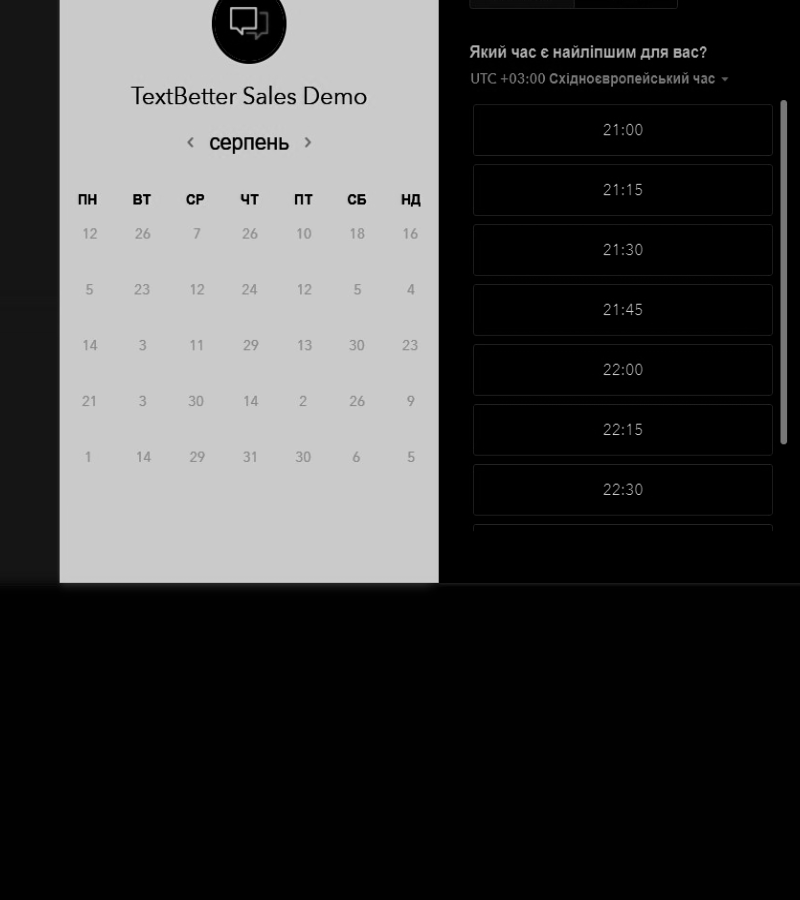 TextBetter Sales Demo
серпень
ПН ВТ СР ЧТ ПТ СБ НД
12 26 7 26 10 18 16
5 23 12 24 12 5 4
14 3 11 29 13 30 23
21 3 30 14 2 26 9
1 14 29 31 30 6 5
Який час є найліпшим для вас?
UTC +03:00 Східноєвропейський час
21:00
21:15
21:30
21:45
22:00
22:15
22:30